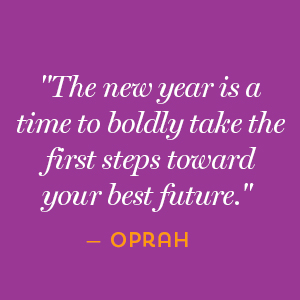 "The new year is a
time to boldly take the
first steps toward
your best future."
– OPRAH